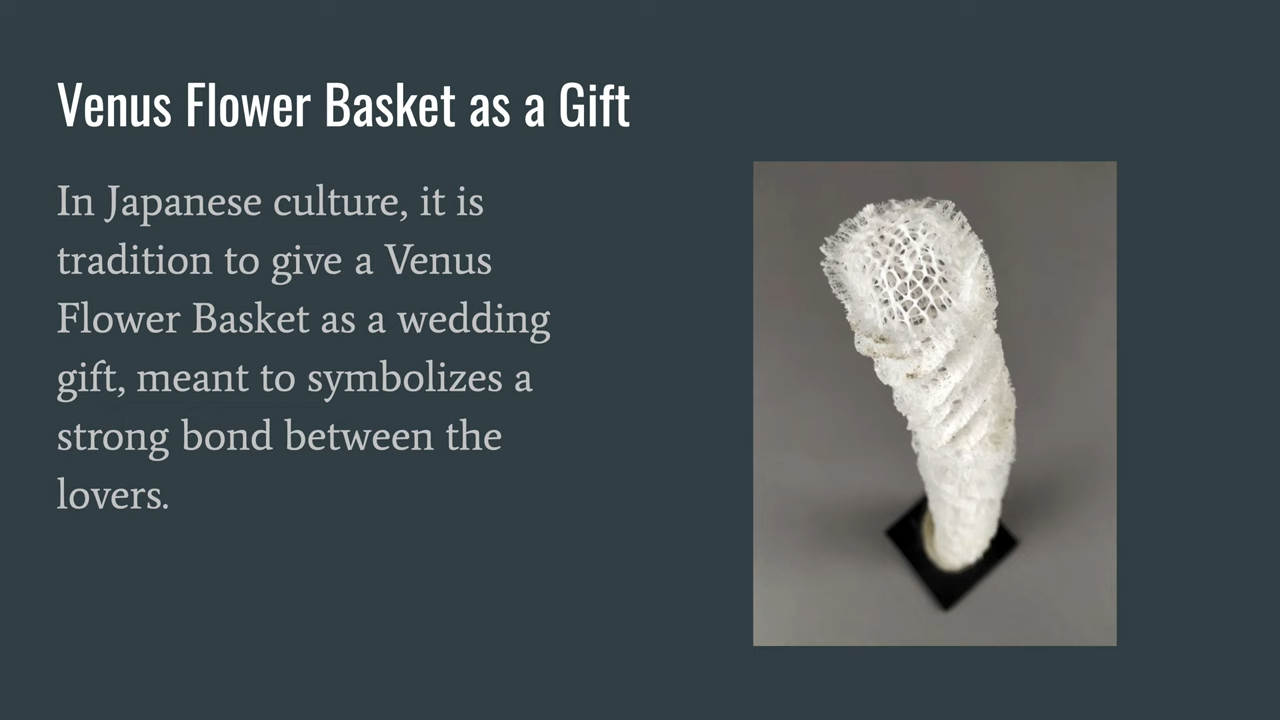 Venus Flower Basket as a Gift
In Japanese culture, it is
tradition to give a Venus
Flower Basket as a wedding
gift, meant to symbolizes a
strong bond between the
lovers.